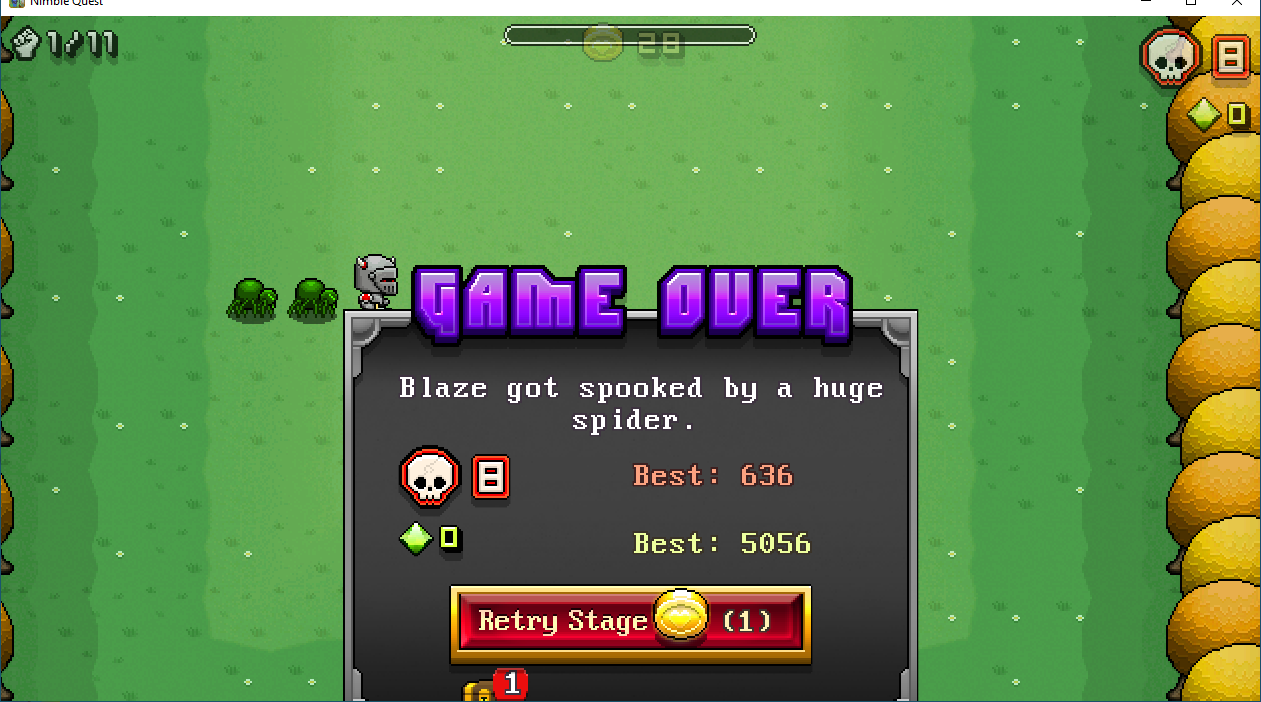 Nimble Quest
1/11
28
8
0
GAME OVER
Blaze got spooked by a huge
spider.
8 Best: 636
0 Best: 5056
Retry Stage (1)
1